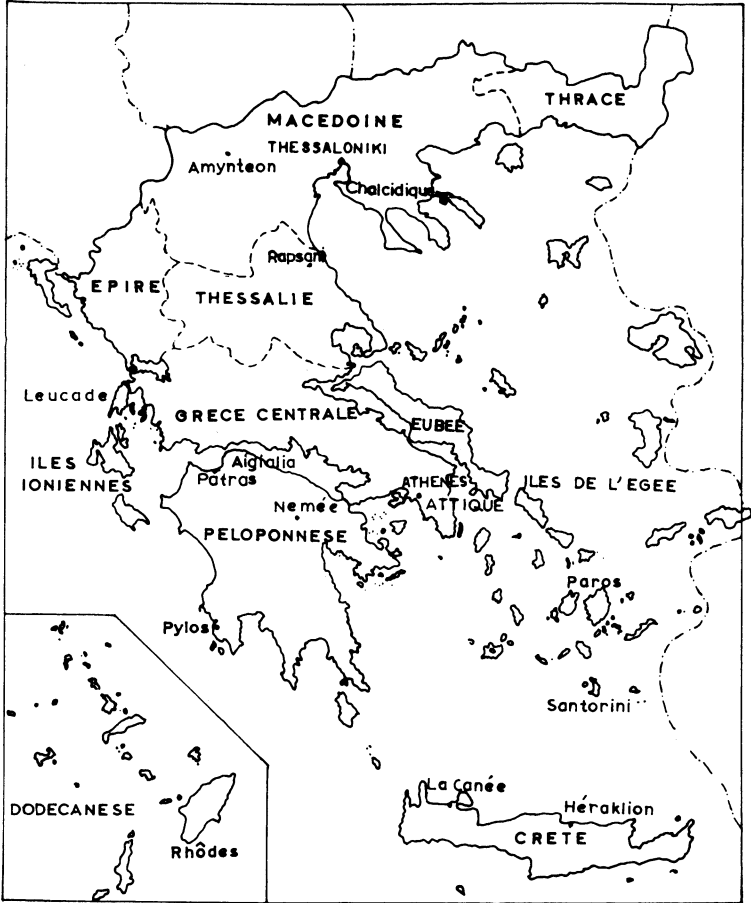 THRACE
MACEDOINE
THESSALONIKI
Amynteon
Chalcidique
Rapsani
EPIRE
THESSALIE
Leucade
GRECE CENTRALE
EUBEE
ILES
IONIENNES
Aigialia
Patras
ATHENES
ILES DE L'EGEE
ATTIQUE
Nemée
PELOPONNESE
Paros
Pylos
Santorini
La Canée
Héraklion
CRETE
DODECANESE
Rhôdes